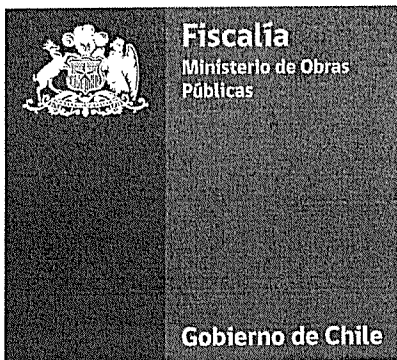 Fiscalía
Ministerio de Obras
Públicas
Gobierno de Chile